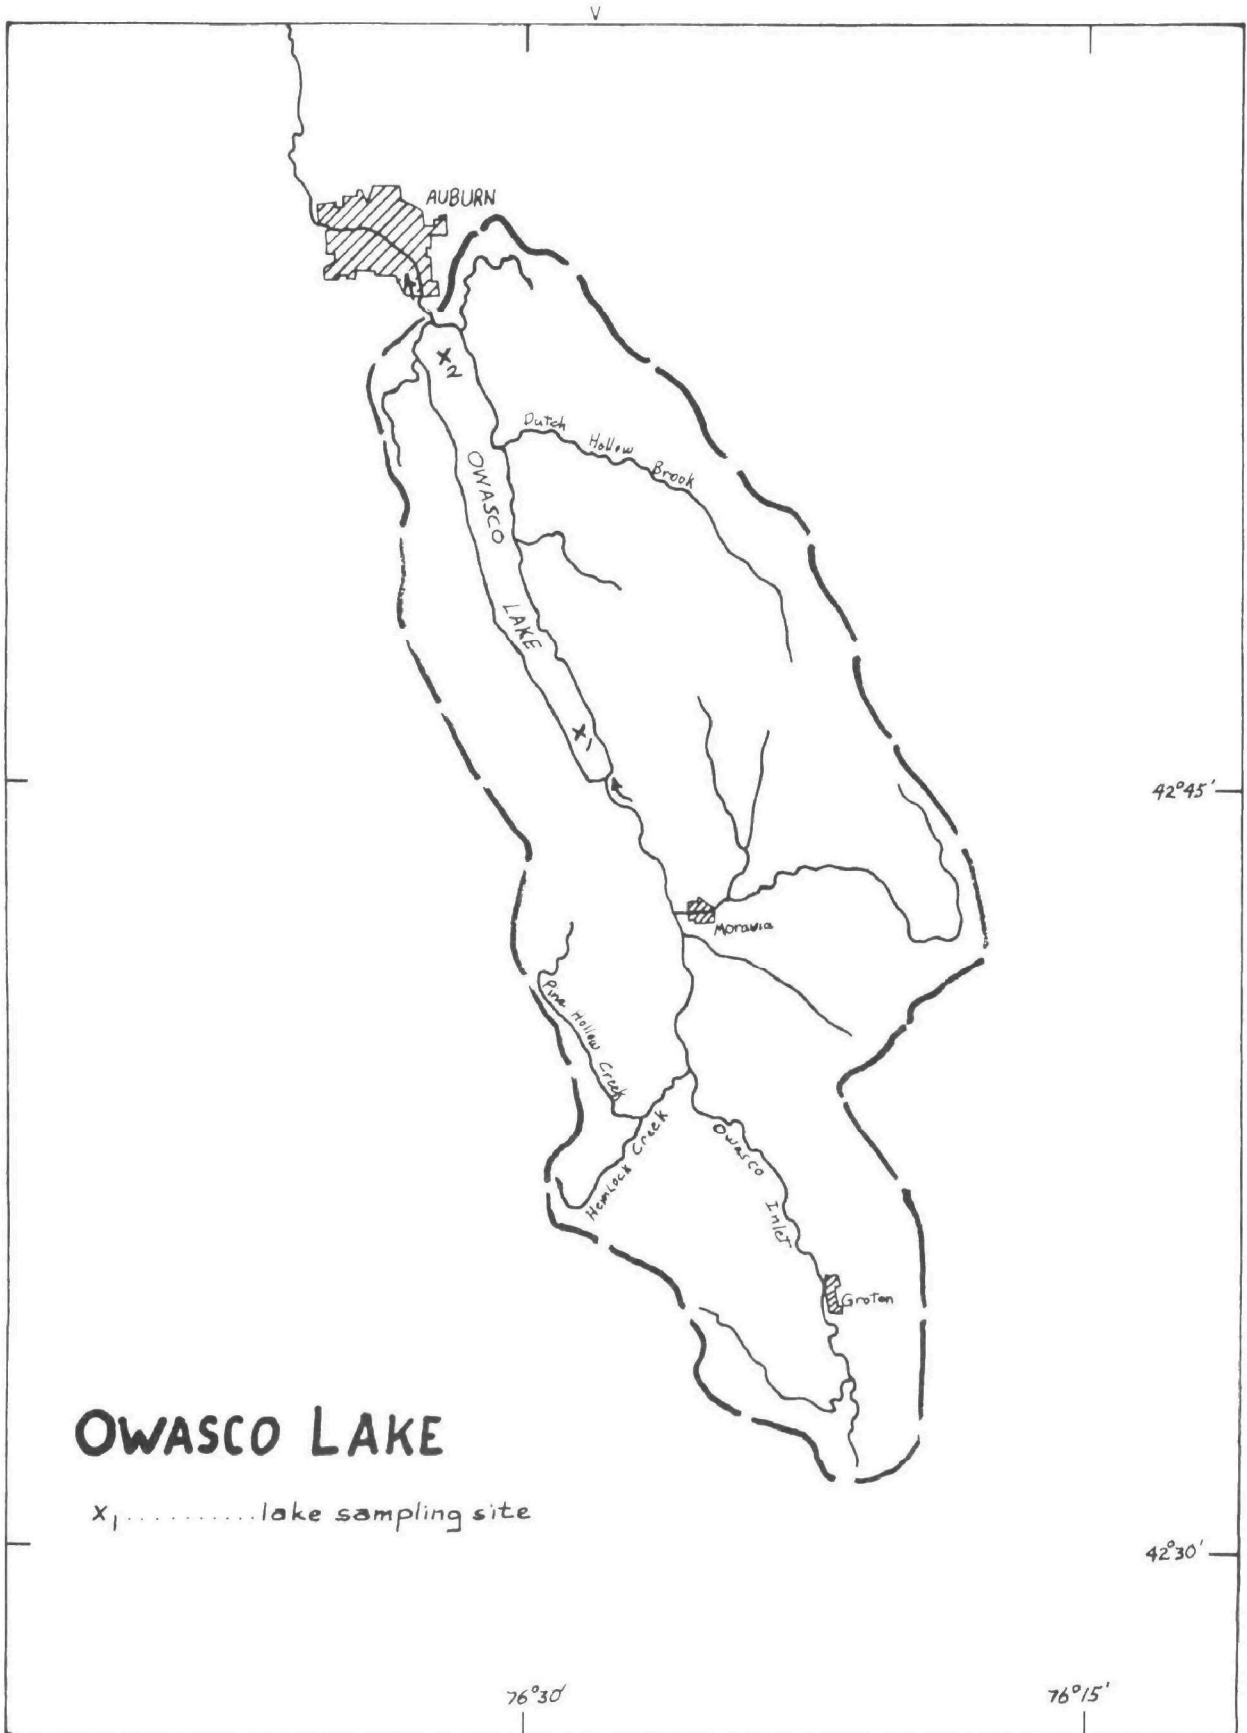 V
AUBURN
X2
Dutch Hollow Brook
OWASCO
LAKE
X1
42°45'
Moravia
Pine Hollow Creek
Hemlock Creek
Owasco Inlet
Groton
OWASCO LAKE
X1..........lake sampling site
42°30'
76°30'
76°15'